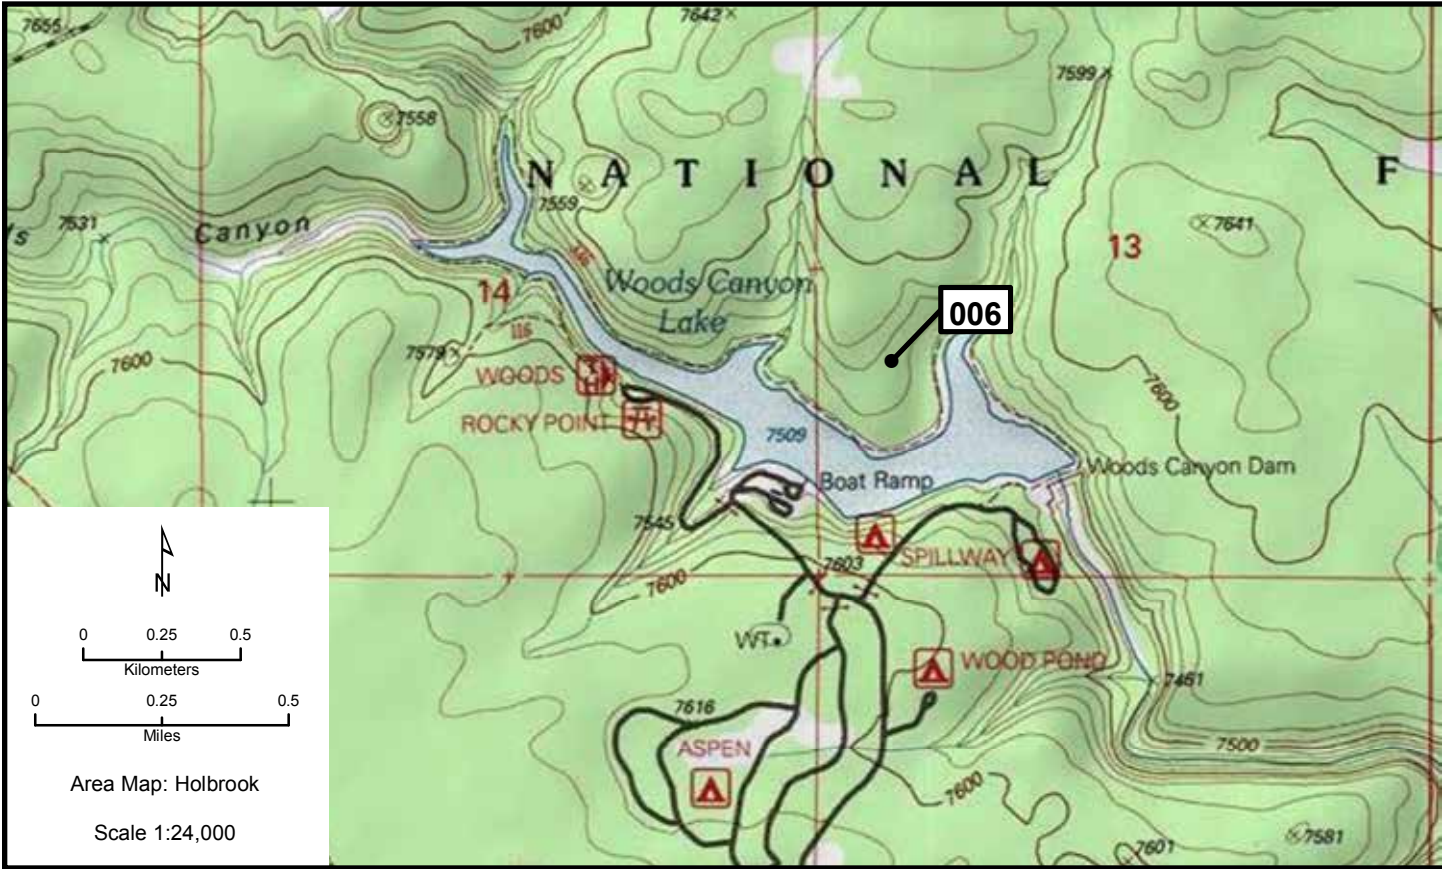 7655
7642
7600
7599
7558
N A T I O N A L F
7559
7531
Canyon
7641
13
Woods Canyon
Lake
14
006
116
7579
7600
WOODS
7600
ROCKY POINT
7509
Woods Canyon Dam
Boat Ramp
7545
SPILLWAY
7603
7600
WT
WOOD POND
7461
7616
ASPEN
7500
7600
7581
7601
N
0 0.25 0.5
Kilometers
0 0.25 0.5
Miles
Area Map: Holbrook
Scale 1:24,000